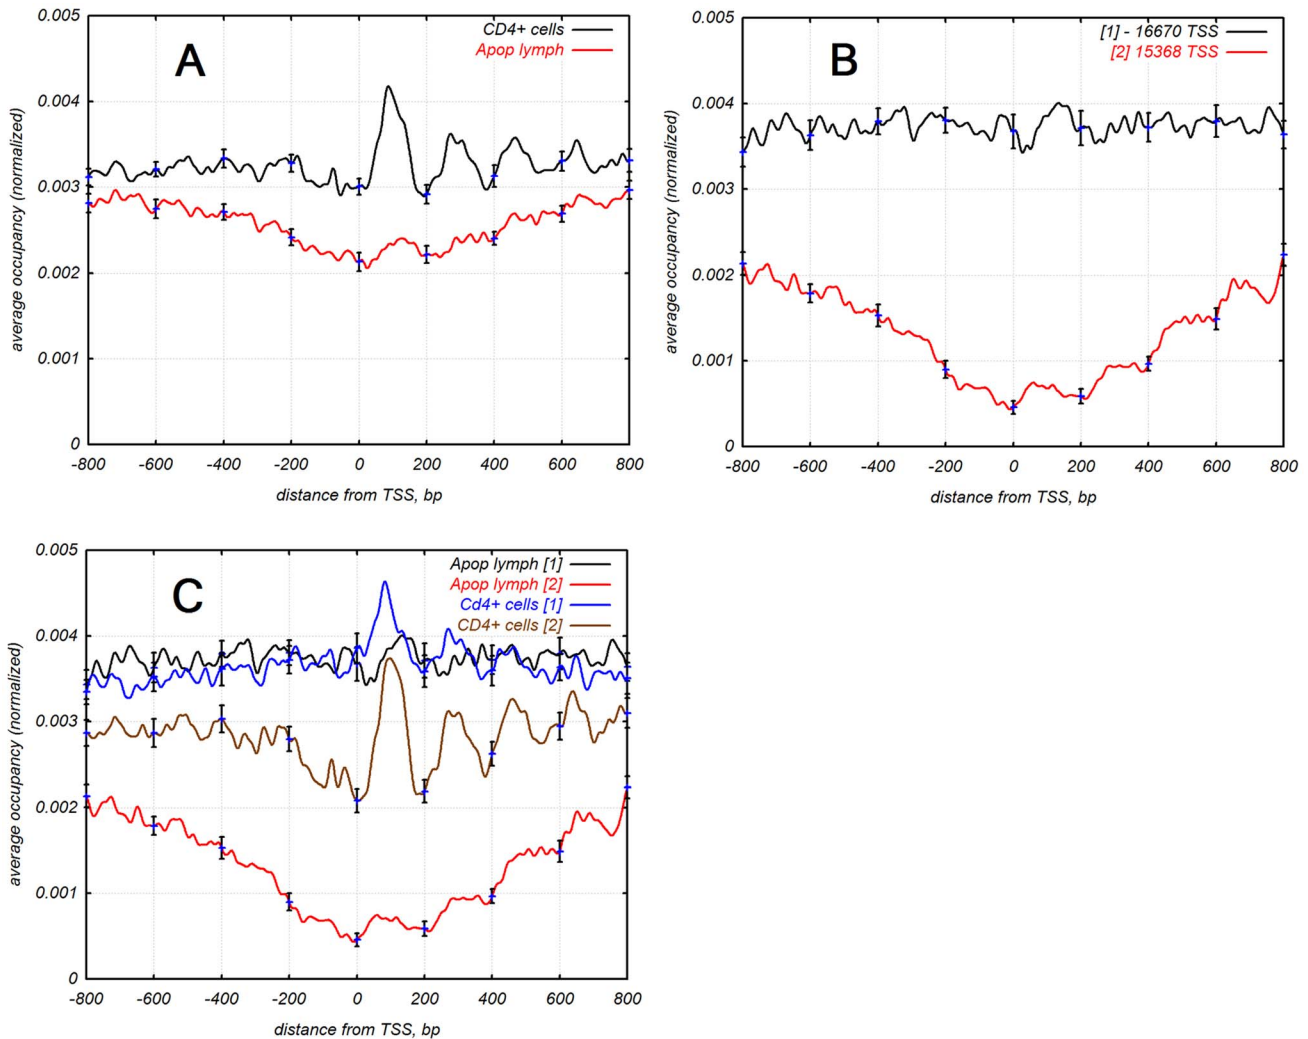 A
CD4+ cells
Apop lymph
average occupancy (normalized)
0.005
0.004
0.003
0.002
0.001
0
-800 -600 -400 -200 0 200 400 600 800
distance from TSS, bp
B
[1] - 16670 TSS
[2] 15368 TSS
average occupancy (normalized)
0.005
0.004
0.003
0.002
0.001
0
-800 -600 -400 -200 0 200 400 600 800
distance from TSS, bp
C
Apop lymph [1]
Apop lymph [2]
Cd4+ cells [1]
CD4+ cells [2]
average occupancy (normalized)
0.005
0.004
0.003
0.002
0.001
0
-800 -600 -400 -200 0 200 400 600 800
distance from TSS, bp